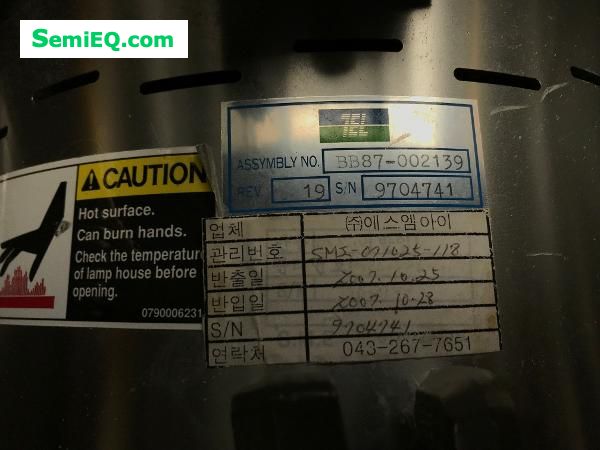 SemiEQ.com
TEL
ASSYMBLY NO. BB87-002139
REV. 19 S/N 9704741
CAUTION
Hot surface.
Can burn hands.
Check the temperature
of lamp house before
opening.
0790006231
업체 (주)에스엠아이
관리번호 SMI-071025-118
반출일 2007.10.25
반입일 2007.10.28
S/N 9704741
연락처 043-267-7651